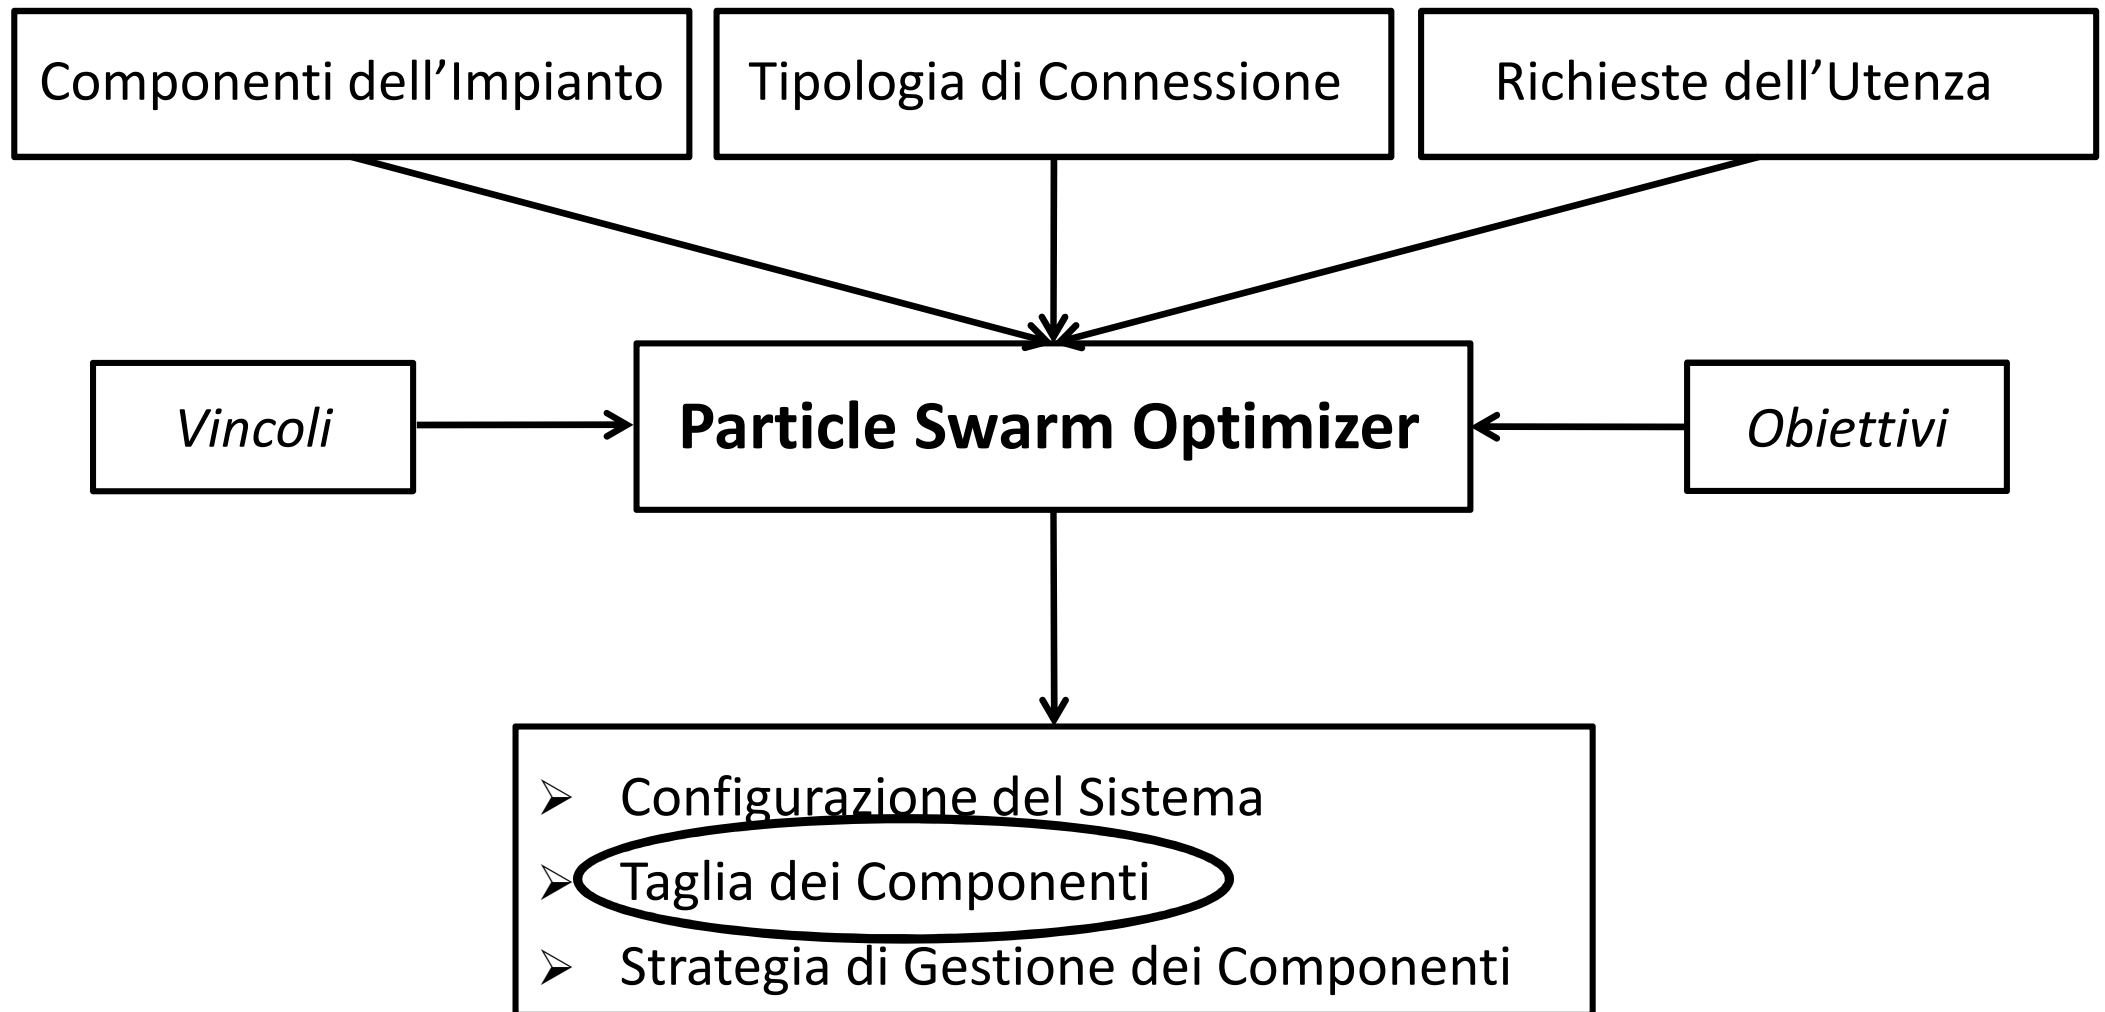 Componenti dell’Impianto
Tipologia di Connessione
Richieste dell’Utenza
Vincoli
Particle Swarm Optimizer
Obiettivi
➢ Configurazione del Sistema
➢ Taglia dei Componenti
➢ Strategia di Gestione dei Componenti